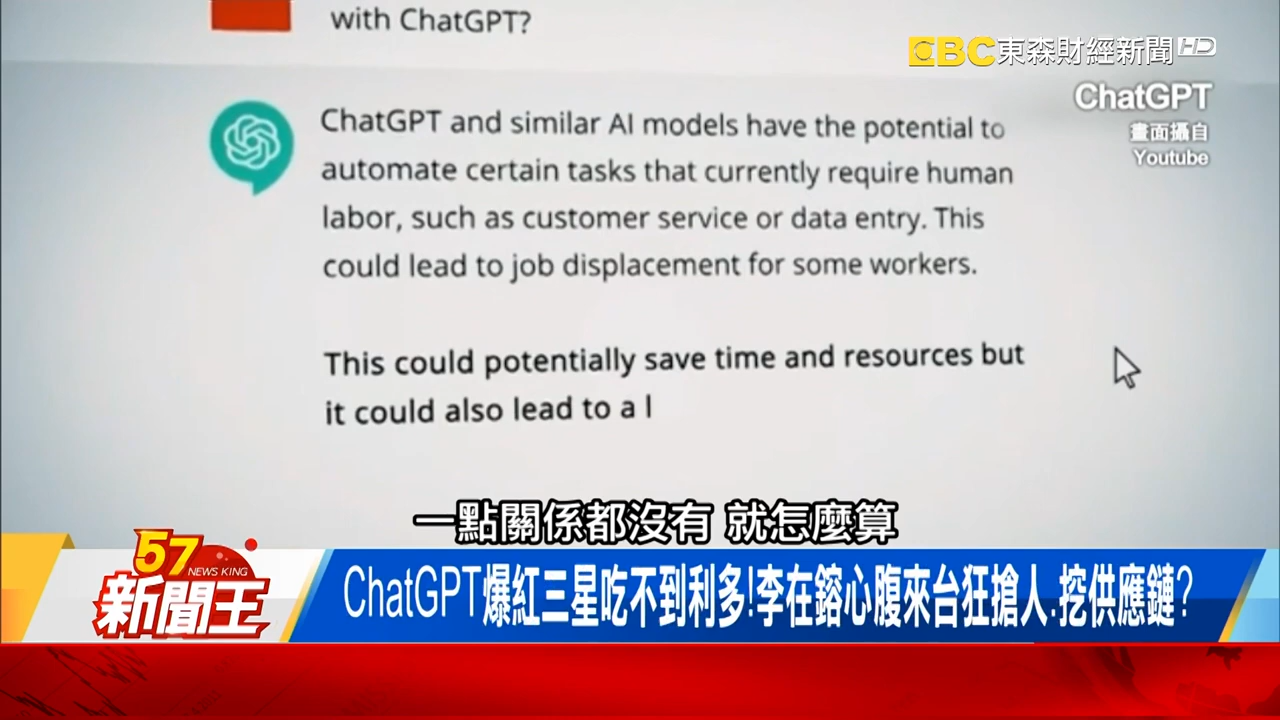 with ChatGPT?
EBC 東森財經新聞 HD
ChatGPT
畫面攝自
Youtube
ChatGPT and similar AI models have the potential to
automate certain tasks that currently require human
labor, such as customer service or data entry. This
could lead to job displacement for some workers.
This could potentially save time and resources but
it could also lead to a l
一點關係都沒有 就怎麼算
57
NEWS KING
新聞王
ChatGPT爆紅三星吃不到利多!李在鎔心腹來台狂搶人.挖供應鏈?